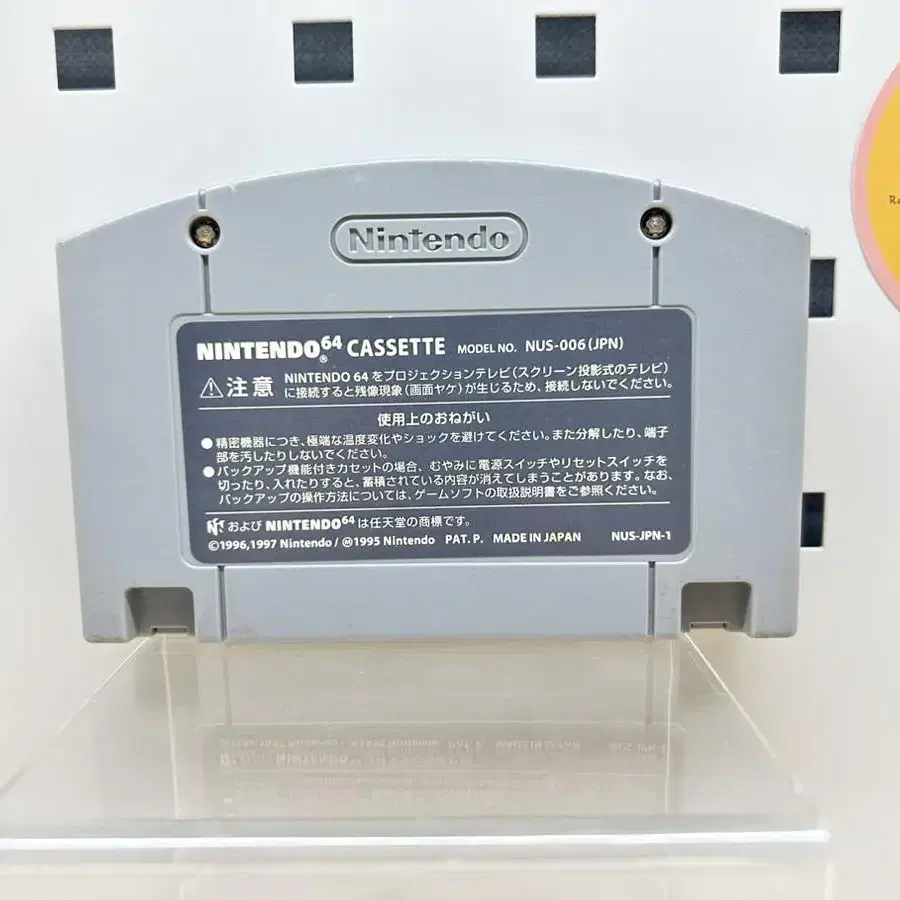 Nintendo
NINTENDO64® CASSETTE MODEL NO. NUS-006(JPN)
⚠注意 NINTENDO 64 をプロジェクションテレビ(スクリーン投影式のテレビ)
に接続すると残像現象(画面ヤケ)が生じるため、接続しないでください。
使用上のおねがい
●精密機器につき、極端な温度変化やショックを避けてください。また分解したり、端子
部を汚したりしないでください。
●バックアップ機能付きカセットの場合、むやみに電源スイッチやリセットスイッチを
切ったり、入れたりすると、蓄積されている内容が消えてしまうことがあります。なお、
バックアップの操作方法については、ゲームソフトの取扱説明書をご参照ください。
および NINTENDO64は任天堂の商標です。
©1996,1997 Nintendo/Ⓜ1995 Nintendo PAT. P. MADE IN JAPAN NUS-JPN-1